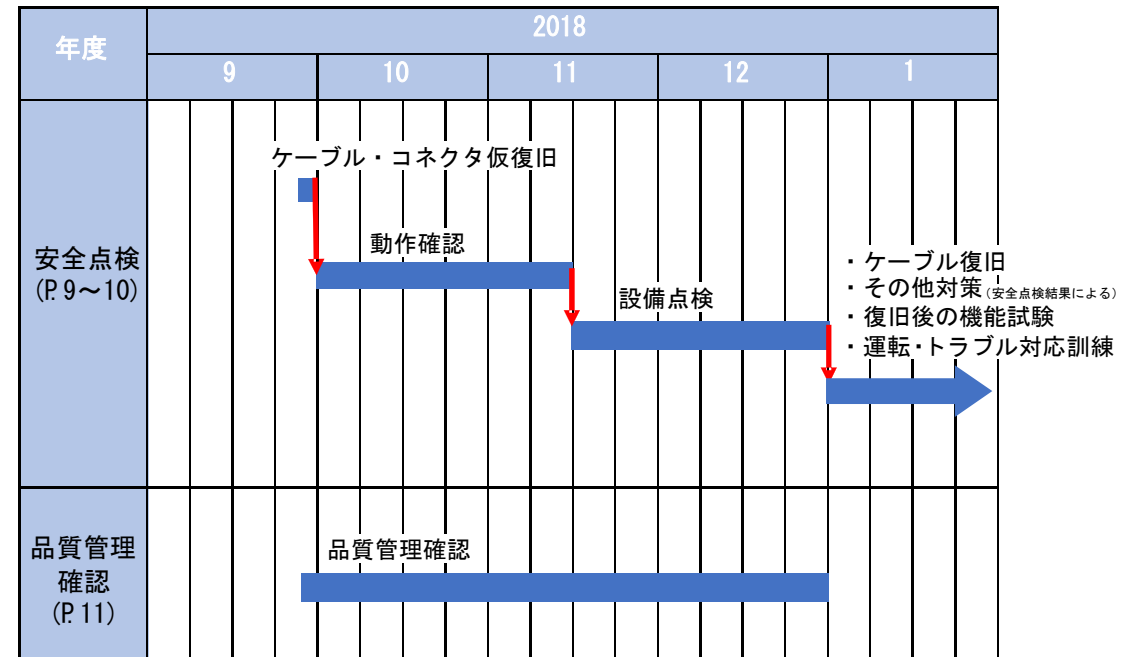 年度
2018
9
10
11
12
1
安全点検
(P.9～10)
ケーブル・コネクタ仮復旧
動作確認
設備点検
・ケーブル復旧
・その他対策(安全点検結果による)
・復旧後の機能試験
・運転・トラブル対応訓練
品質管理
確認
(P.11)
品質管理確認